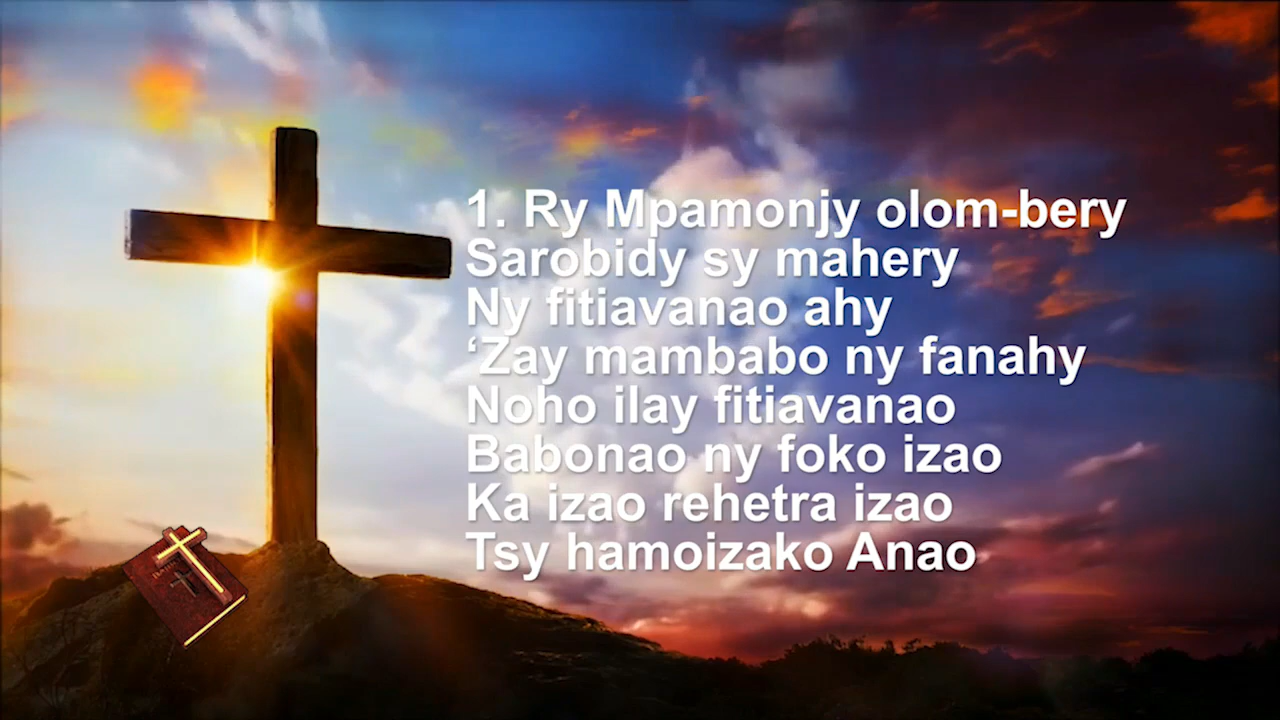 1. Ry Mpamonjy olom-bery
Sarobidy sy mahery
Ny fitiavanao ahy
‘Zay mambabo ny fanahy
Noho ilay fitiavanao
Babonao ny foko izao
Ka izao rehetra izao
Tsy hamoizako Anao